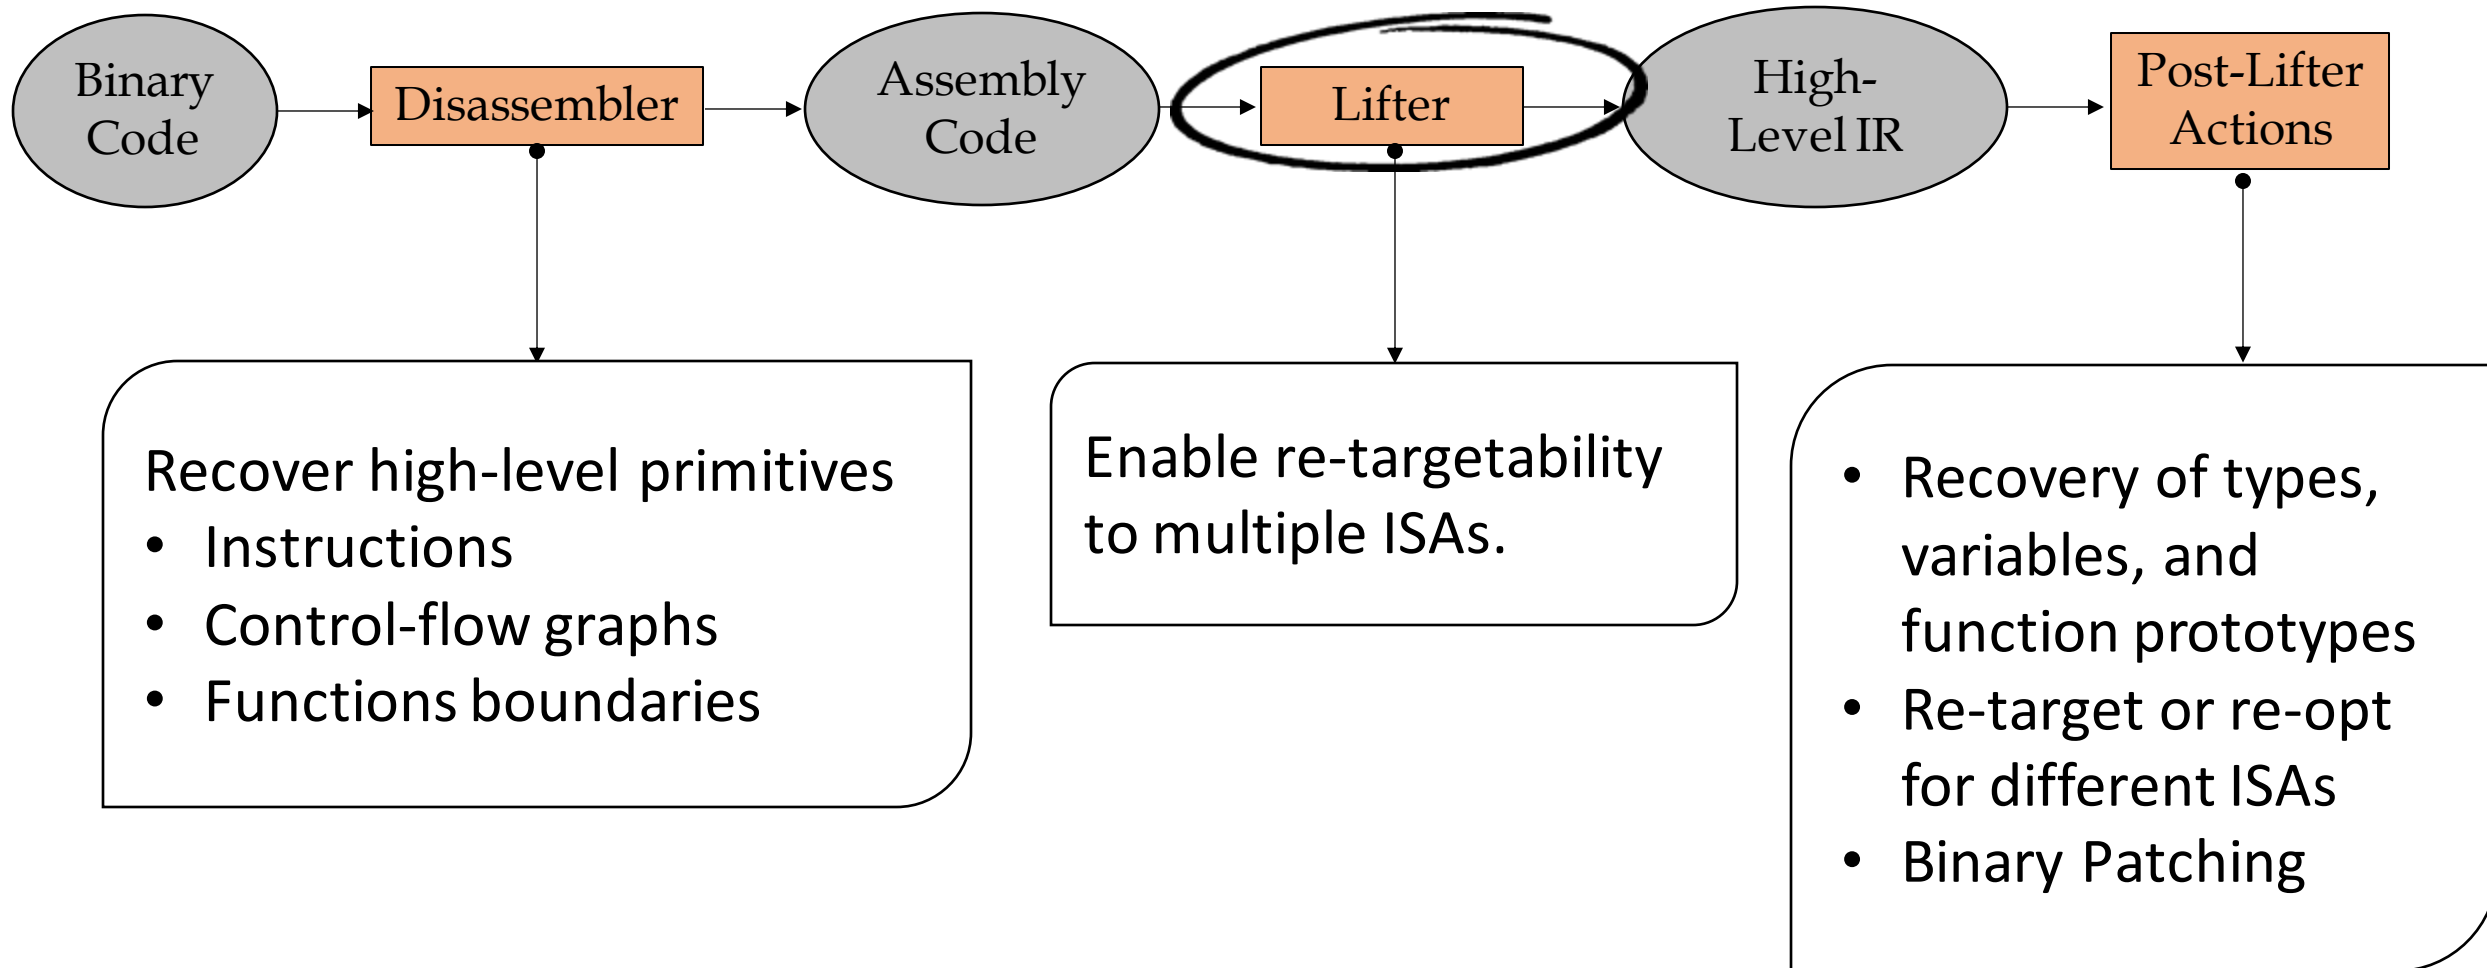 Binary
Code
Disassembler
Assembly
Code
Lifter
High-
Level IR
Post-Lifter
Actions
Recover high-level primitives
• Instructions
• Control-flow graphs
• Functions boundaries
Enable re-targetability
to multiple ISAs.
• Recovery of types,
variables, and
function prototypes
• Re-target or re-opt
for different ISAs
• Binary Patching